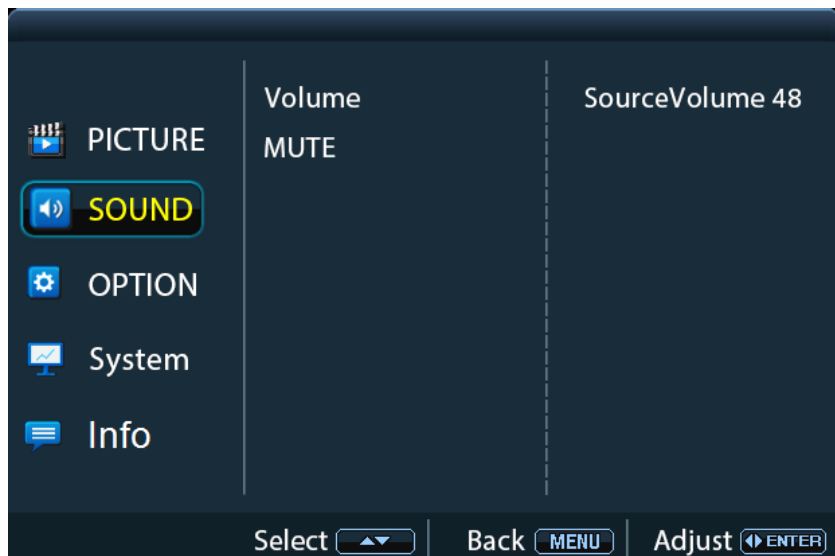 PICTURE
SOUND
OPTION
System
Info
Volume
MUTE
SourceVolume 48
Select
Back MENU
Adjust ENTER